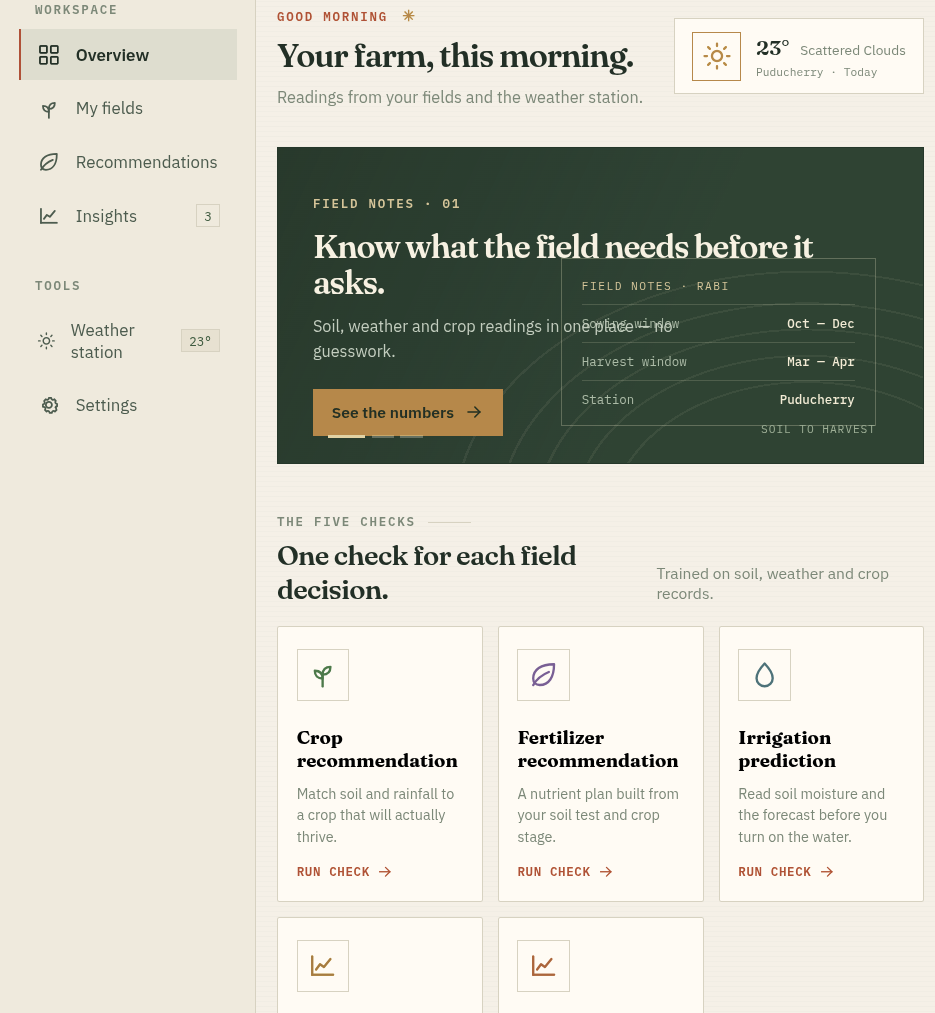 WORKSPACE
Overview
My fields
Recommendations
Insights 3
TOOLS
Weather
station
23°
Settings
GOOD MORNING
Your farm, this morning.
Readings from your fields and the weather station.
23° Scattered Clouds
Puducherry · Today
FIELD NOTES · 01
Know what the field needs before it
asks.
Soil, weather and crop readings in one place — no
guesswork.
See the numbers
FIELD NOTES · RABI
Sowing window Oct — Dec
Harvest window Mar — Apr
Station Puducherry
SOIL TO HARVEST
THE FIVE CHECKS
One check for each field
decision.
Trained on soil, weather and crop
records.
Crop
recommendation
Match soil and rainfall to
a crop that will actually
thrive.
RUN CHECK
Fertilizer
recommendation
A nutrient plan built from
your soil test and crop
stage.
RUN CHECK
Irrigation
prediction
Read soil moisture and
the forecast before you
turn on the water.
RUN CHECK